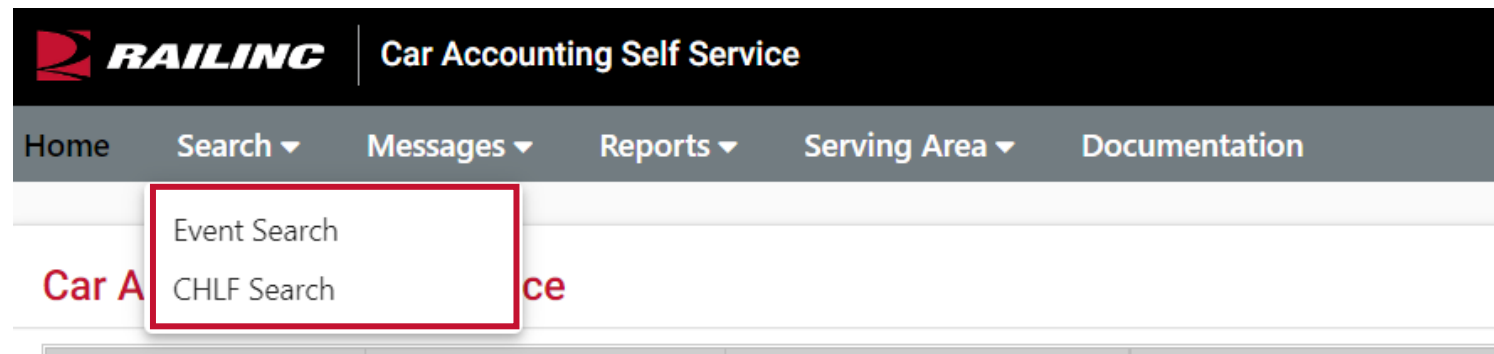 RAILINC Car Accounting Self Service
Home Search Messages Reports Serving Area Documentation
Event Search
CHLF Search
Car A ce